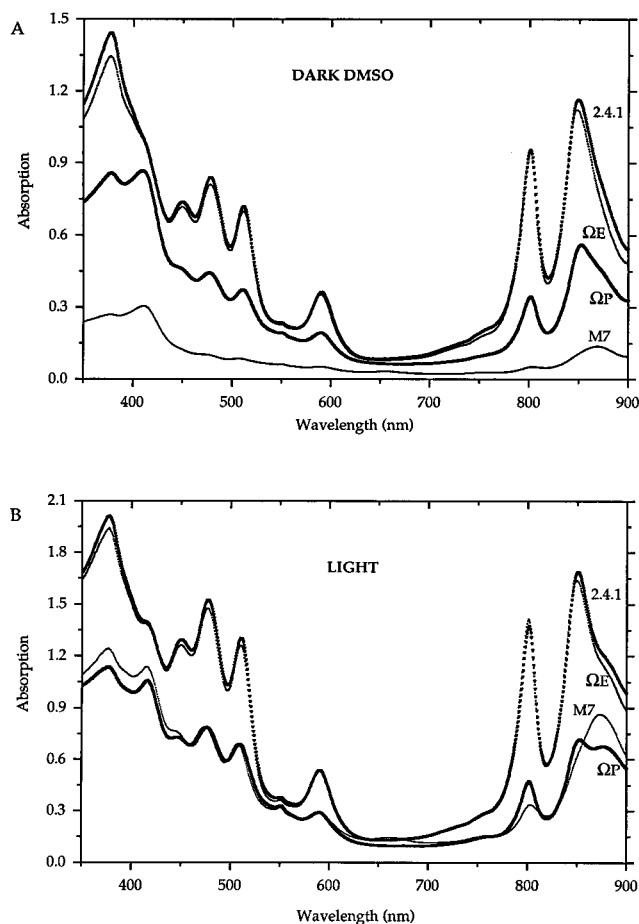 A
DARK DMSO
1.5
1.2
0.9
0.6
0.3
0.0
Absorption
2.4.1
ΩE
ΩP
M7
400 500 600 700 800 900
Wavelength (nm)
B
LIGHT
2.1
1.8
1.5
1.2
0.9
0.6
0.3
0.0
Absorption
2.4.1
ΩE
M7
ΩP
400 500 600 700 800 900
Wavelength (nm)